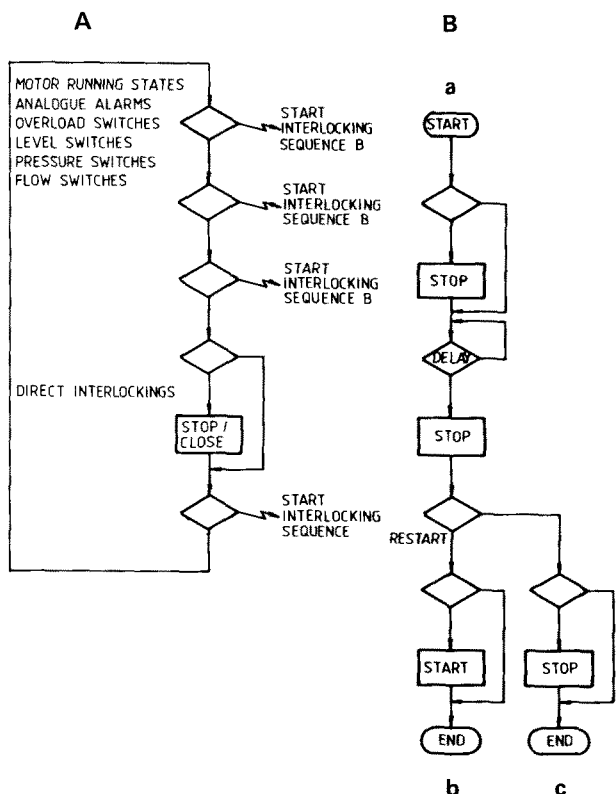 A
MOTOR RUNNING STATES
ANALOGUE ALARMS
OVERLOAD SWITCHES
LEVEL SWITCHES
PRESSURE SWITCHES
FLOW SWITCHES
START
INTERLOCKING
SEQUENCE B
START
INTERLOCKING
SEQUENCE B
START
INTERLOCKING
SEQUENCE B
DIRECT INTERLOCKINGS
STOP /
CLOSE
START
INTERLOCKING
SEQUENCE
B
a
START
STOP
DELAY
STOP
RESTART
START
STOP
END
END
b
c